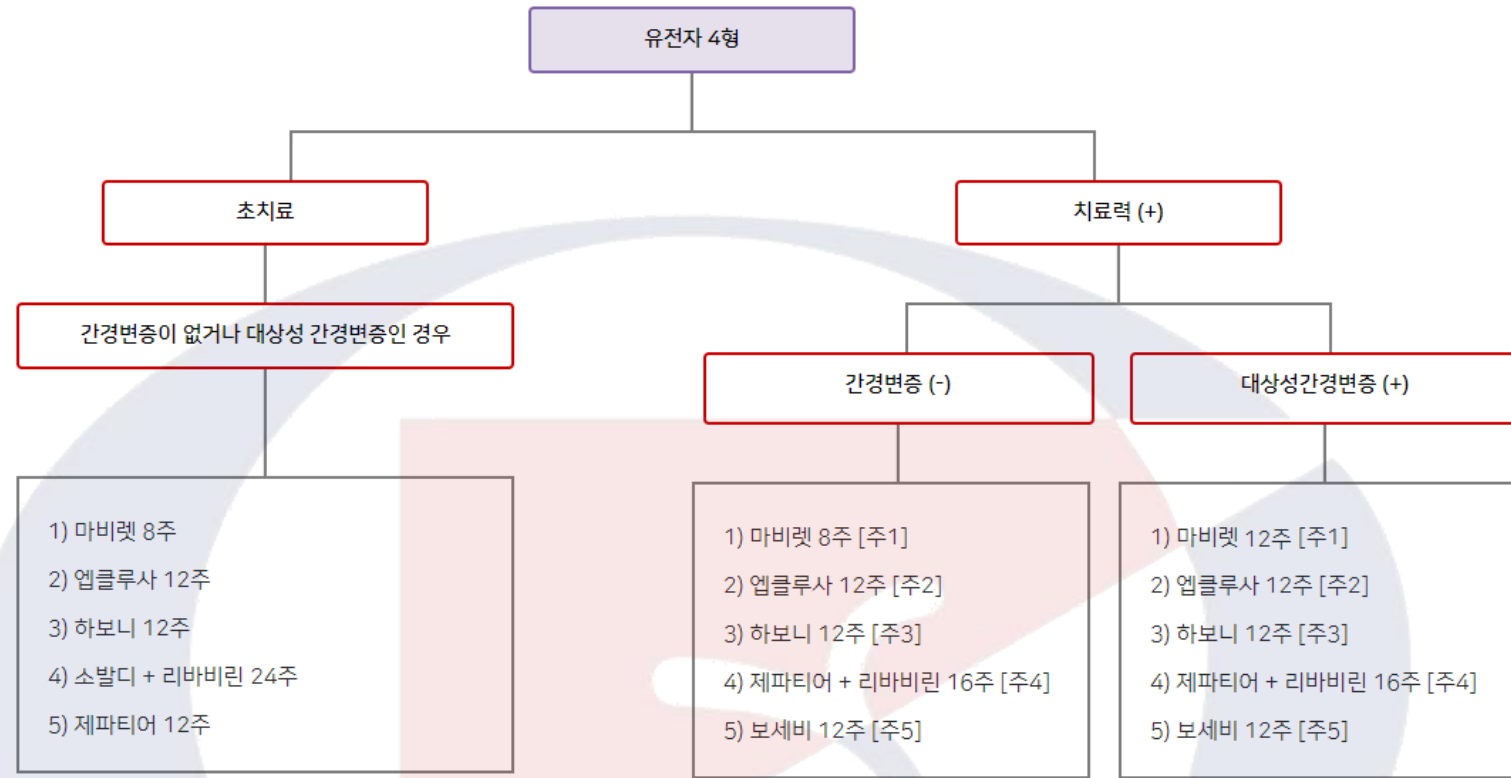 유전자 4형
초치료
치료력 (+)
간경변증이 없거나 대상성 간경변증인 경우
간경변증 (-)
대상성간경변증 (+)
1) 마비렛 8주
2) 엡클루사 12주
3) 하보니 12주
4) 소발디 + 리바비린 24주
5) 제파티어 12주
1) 마비렛 8주 [주1]
2) 엡클루사 12주 [주2]
3) 하보니 12주 [주3]
4) 제파티어 + 리바비린 16주 [주4]
5) 보세비 12주 [주5]
1) 마비렛 12주 [주1]
2) 엡클루사 12주 [주2]
3) 하보니 12주 [주3]
4) 제파티어 + 리바비린 16주 [주4]
5) 보세비 12주 [주5]